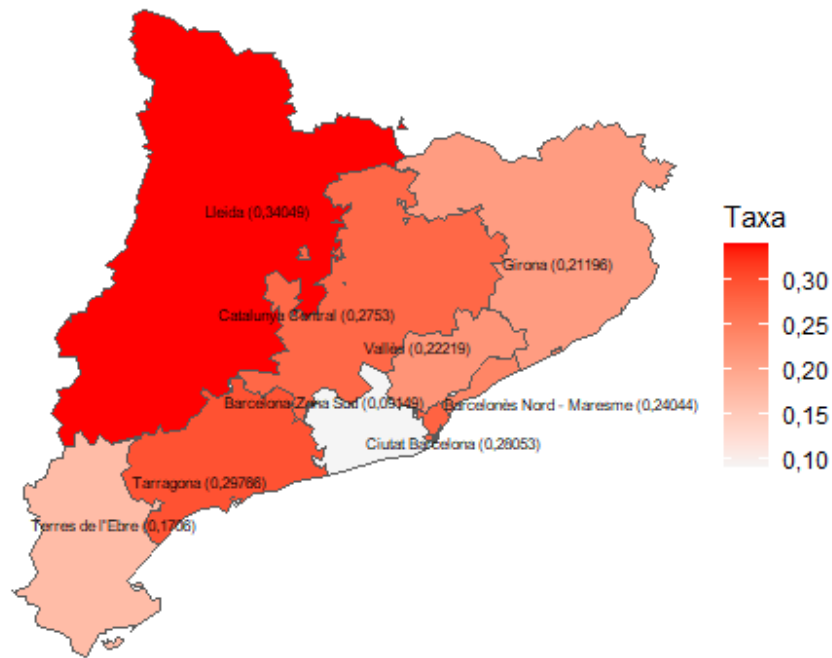 Lleida (0,34049)
Taxa
Girona (0,21196)
0,30
Catalunya Central (0,2753)
0,25
Vallès (0,22219)
0,20
Barcelona Zona Sud (0,09149)
Barcelonès Nord - Maresme (0,24044)
0,15
Ciutat Barcelona (0,28053)
0,10
Tarragona (0,29766)
Terres de l'Ebre (0,1706)